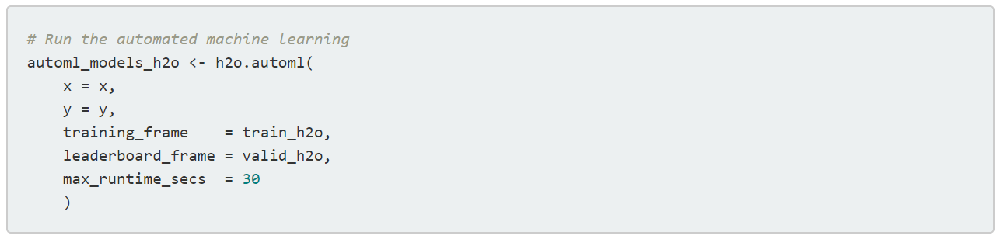 # Run the automated machine learning
automl_models_h2o <- h2o.automl(
    x = x,
    y = y,
    training_frame    = train_h2o,
    leaderboard_frame = valid_h2o,
    max_runtime_secs  = 30
    )